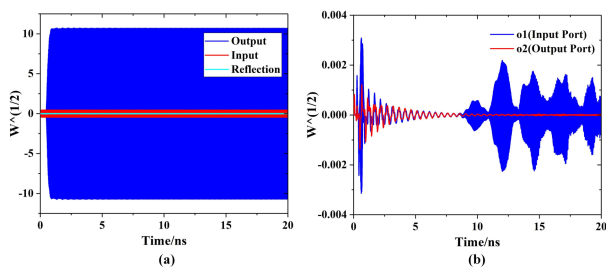 Output
Input
Reflection
W^(1/2)
10
5
0
-5
-10
0
5
10
15
20
Time/ns
(a)
o1(Input Port)
o2(Output Port)
W^(1/2)
0.004
0.002
0.000
-0.002
-0.004
0
5
10
15
20
Time/ns
(b)